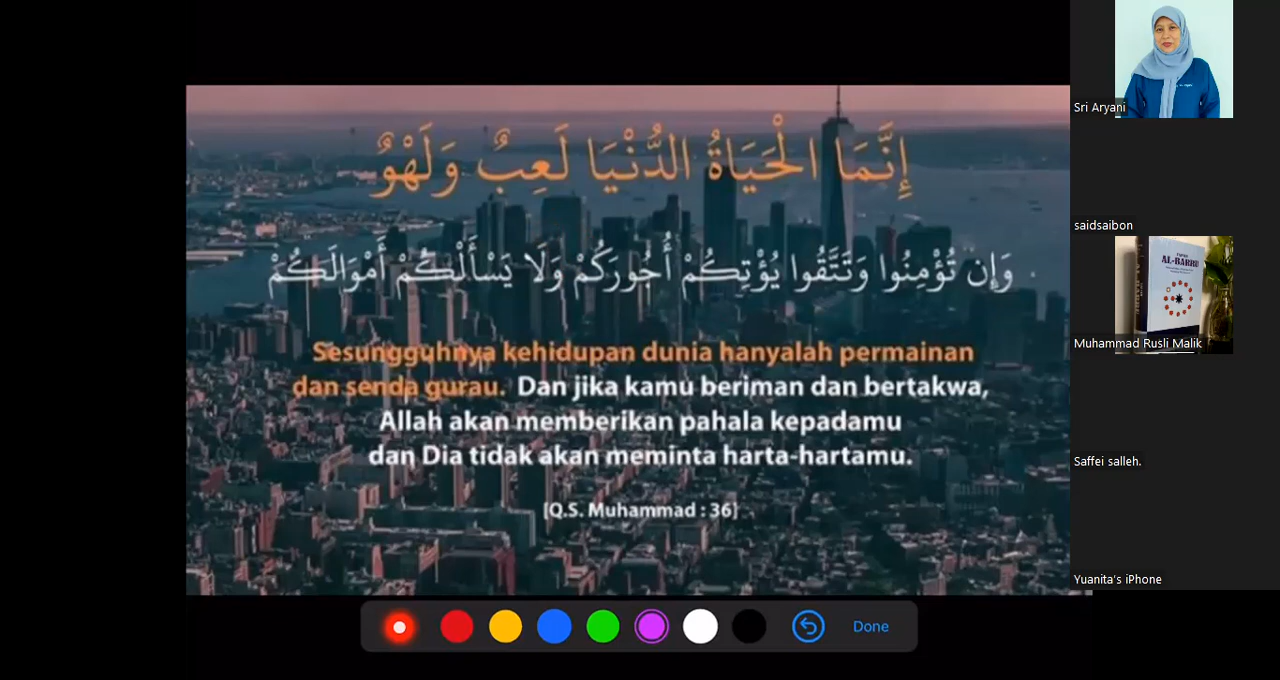 إِنَّمَا الْحَيَاةُ الدُّنْيَا لَعِبٌ وَلَهْوٌ
وَإِن تُؤْمِنُوا وَتَتَّقُوا يُؤْتِكُمْ أُجُورَكُمْ وَلَا يَسْأَلْكُمْ أَمْوَالَكُمْ
Sesungguhnya kehidupan dunia hanyalah permainan
dan senda gurau. Dan jika kamu beriman dan bertakwa,
Allah akan memberikan pahala kepadamu
dan Dia tidak akan meminta harta-hartamu.
[Q.S. Muhammad : 36]
Done
Sri Aryani
saidsaibon
AL-BARRU
Muhammad Rusli Malik
Saffei salleh.
Yuanita's iPhone